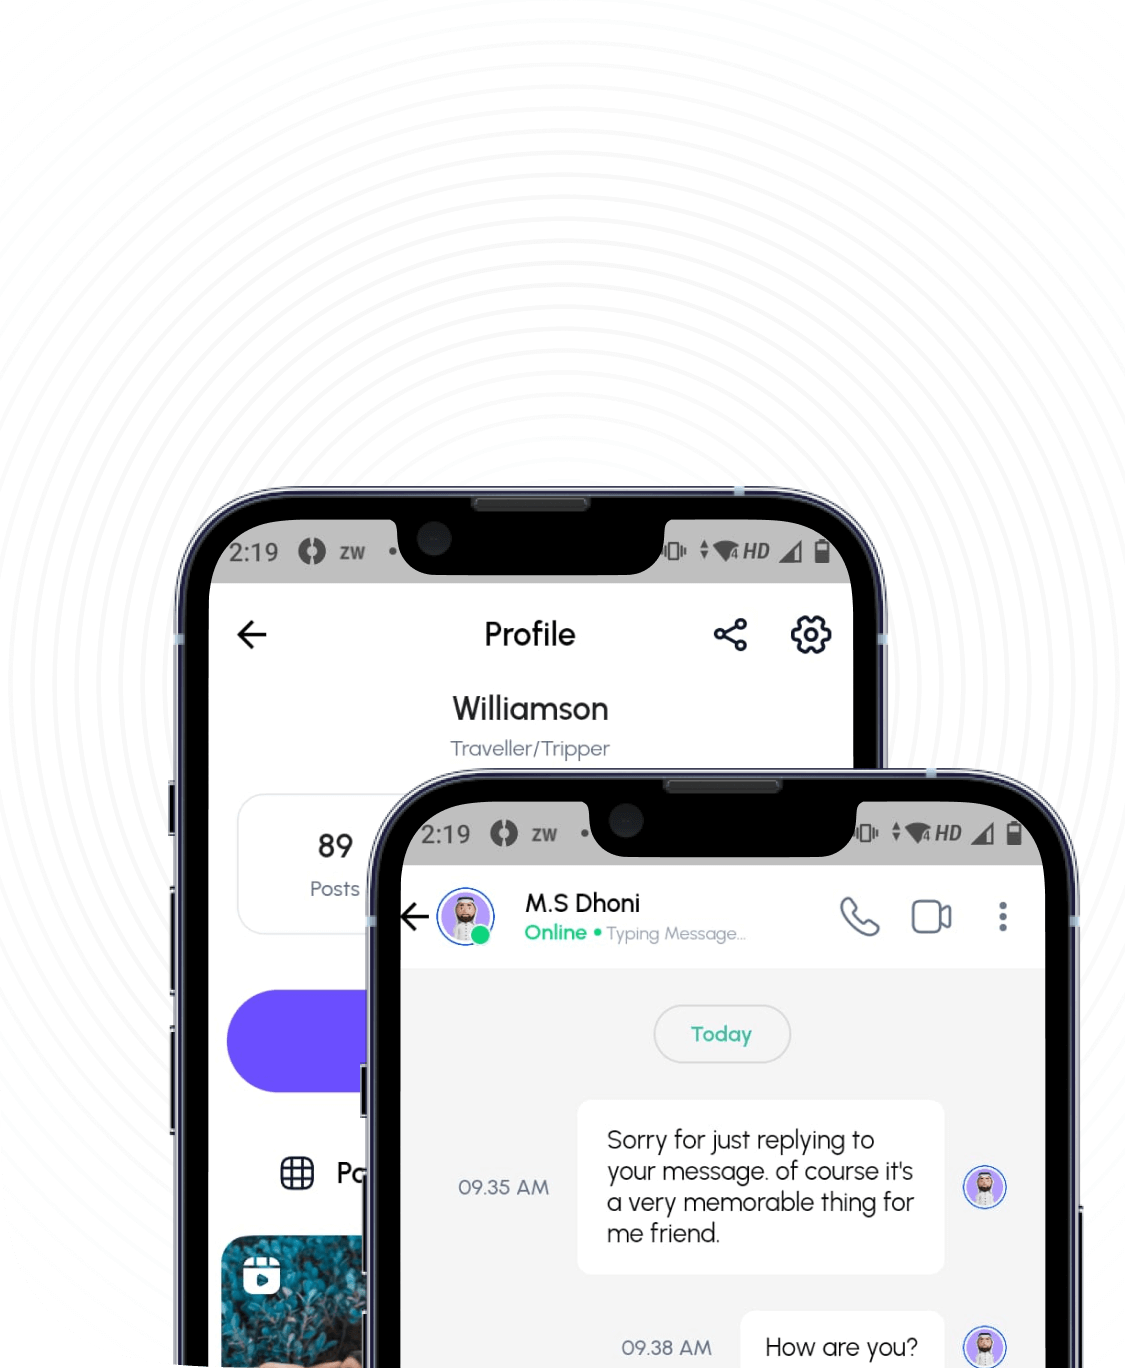 2:19 ZW HD
Profile
Williamson
Traveller/Tripper
89
Posts
2:19 ZW HD
M.S Dhoni
Online • Typing Message...
Today
Sorry for just replying to
your message. of course it's
a very memorable thing for
me friend.
09.35 AM
09.38 AM How are you?